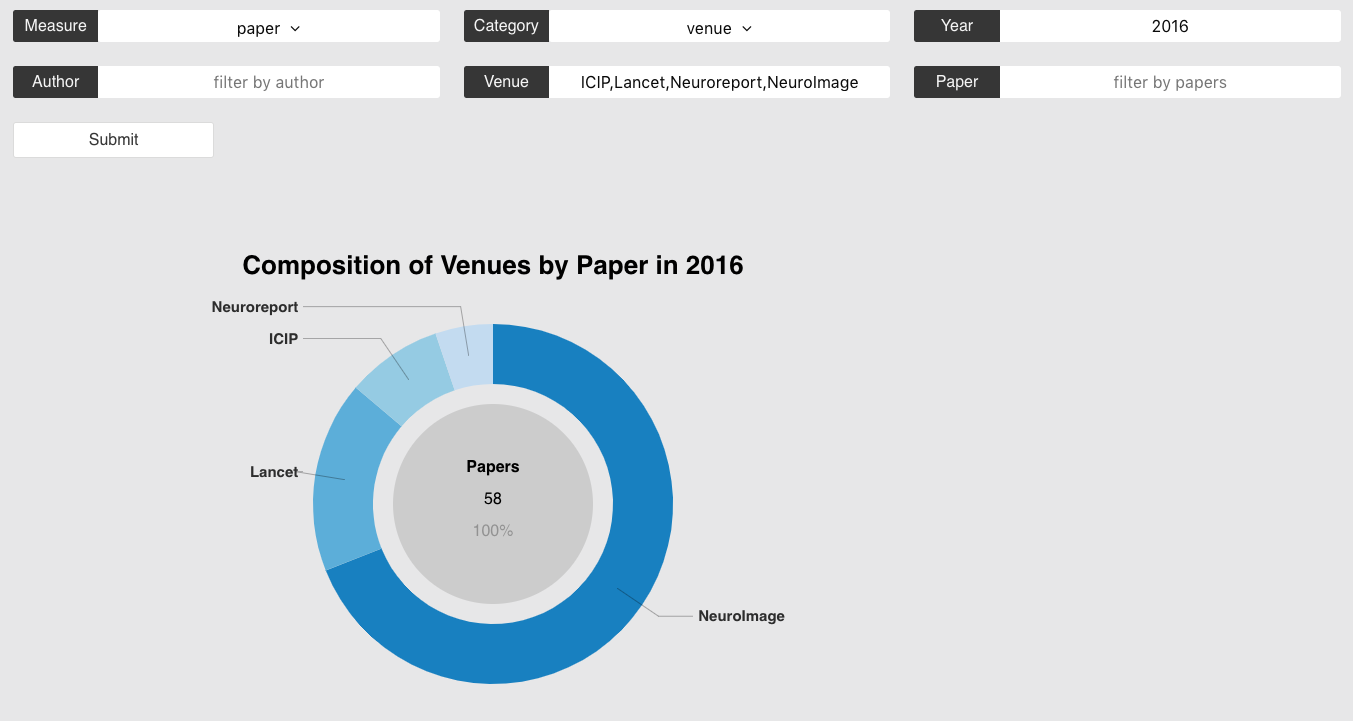 Measure paper Category venue Year 2016
Author filter by author Venue ICIP,Lancet,Neuroreport,NeuroImage Paper filter by papers
Submit
Composition of Venues by Paper in 2016
Neuroreport
ICIP
Lancet
Papers
58
100%
NeuroImage